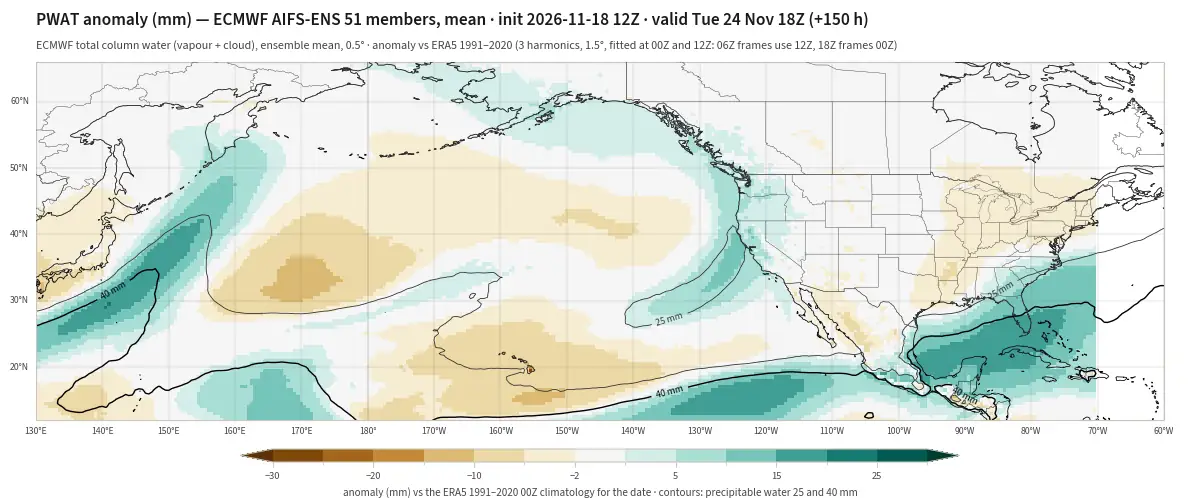 PWAT anomaly (mm) — ECMWF AIFS-ENS 51 members, mean · init 2026-11-18 12Z · valid Tue 24 Nov 18Z (+150 h)
ECMWF total column water (vapour + cloud), ensemble mean, 0.5° · anomaly vs ERA5 1991–2020 (3 harmonics, 1.5°, fitted at 00Z and 12Z: 06Z frames use 12Z, 18Z frames 00Z)
60°N
50°N
40°N
30°N
20°N
40 mm
25 mm
25 mm
40 mm
40 mm
130°E 140°E 150°E 160°E 170°E 180° 170°W 160°W 150°W 140°W 130°W 120°W 110°W 100°W 90°W 80°W 70°W 60°W
−30 −20 −10 −2 5 15 25
anomaly (mm) vs the ERA5 1991–2020 00Z climatology for the date · contours: precipitable water 25 and 40 mm